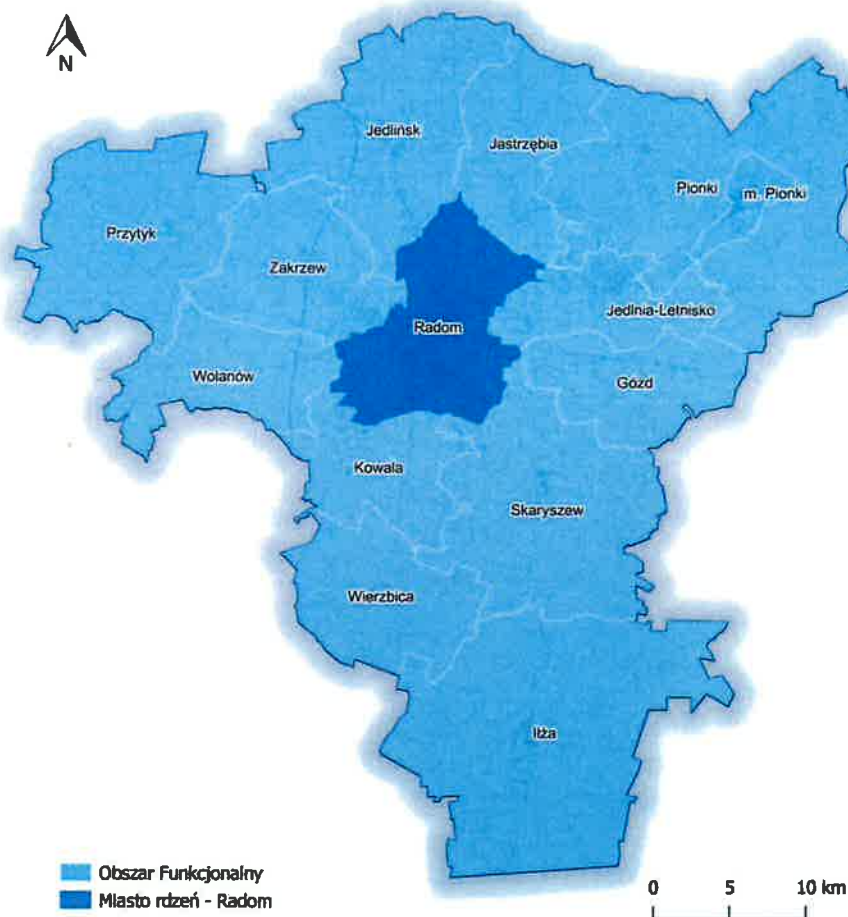 N
Jedlińsk
Jastrzębia
Pionki
m. Pionki
Przytyk
Zakrzew
Jedlnia-Letnisko
Radom
Wolanów
Gózd
Kowala
Skaryszew
Wierzbica
Iłża
Obszar Funkcjonalny
Miasto rdzeń - Radom
0 5 10 km